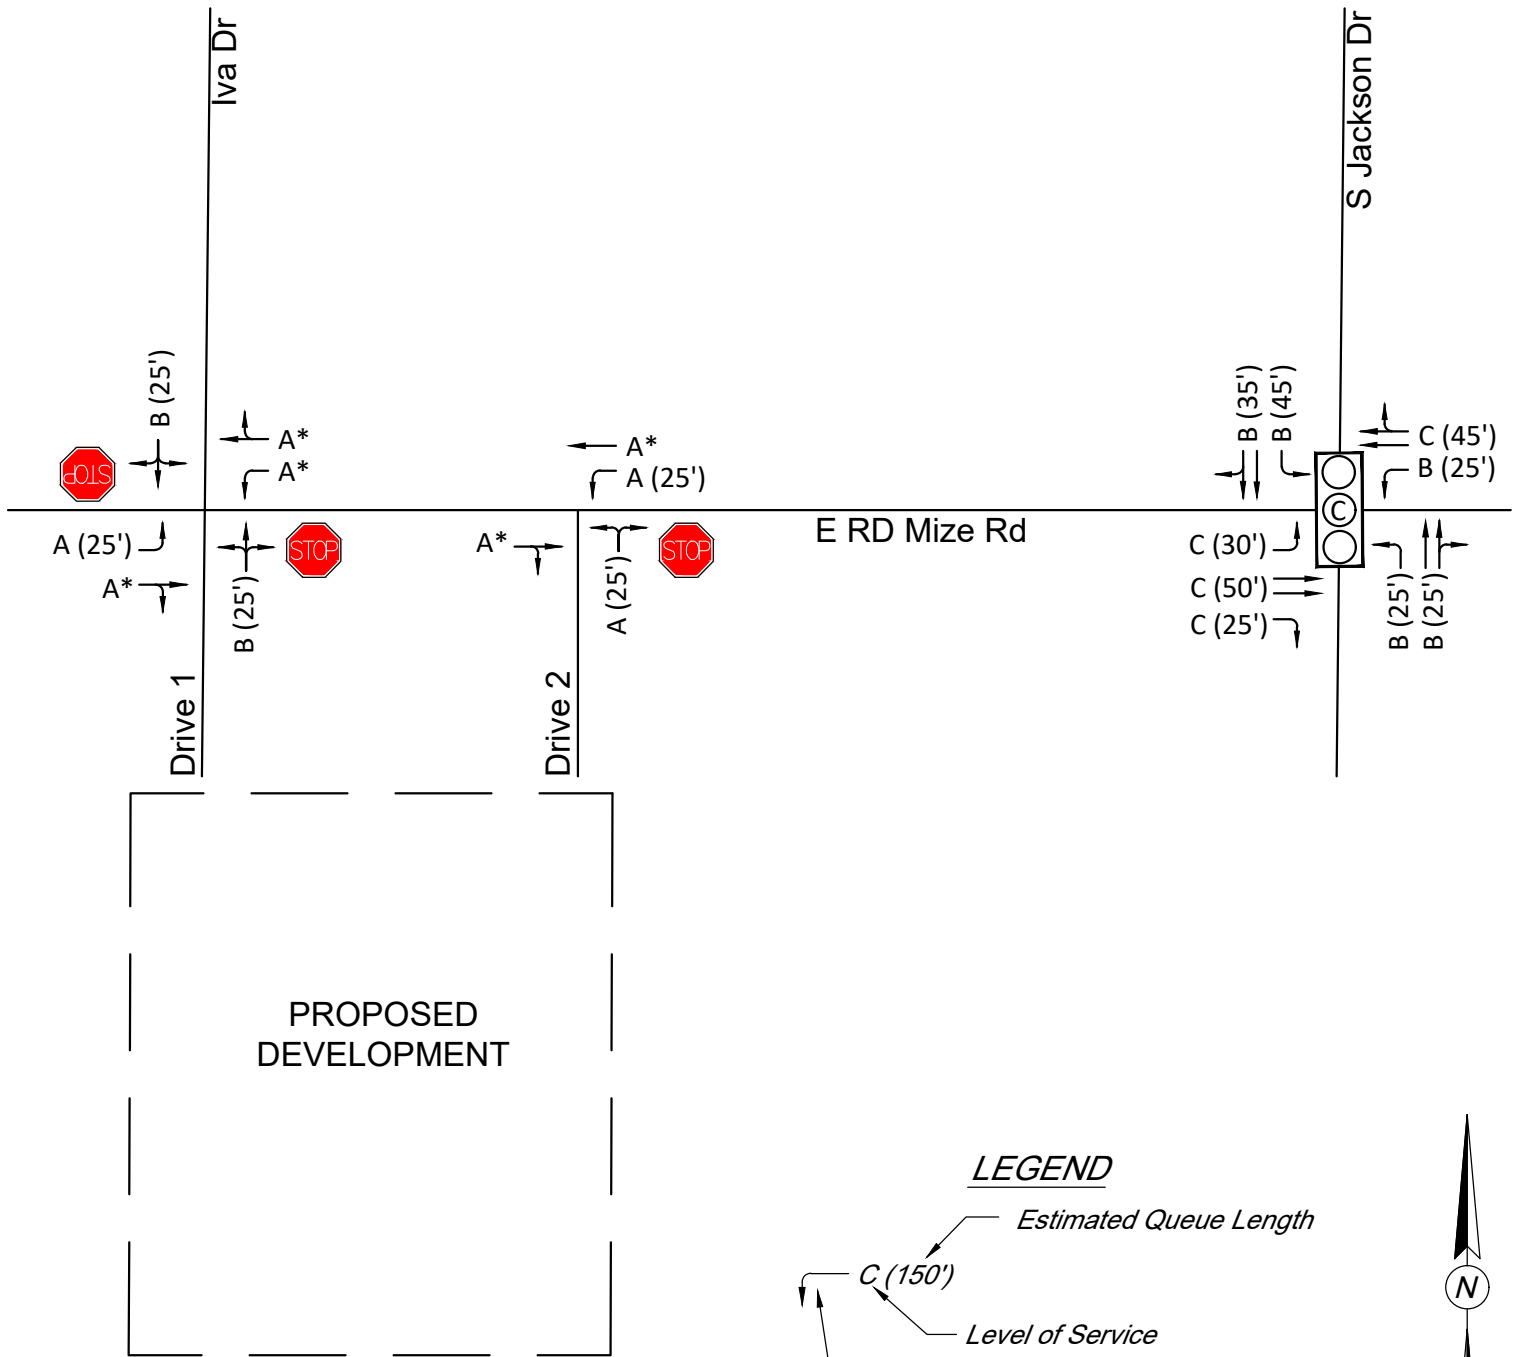 Iva Dr
S Jackson Dr
B (25')
STOP
A*
A*
A*
A (25')
B (35')
B (45')
C (45')
B (25')
C
E RD Mize Rd
A (25')
A*
B (25')
STOP
A*
A (25')
STOP
C (30')
C (50')
C (25')
B (25')
B (25')
Drive 1
Drive 2
PROPOSED
DEVELOPMENT
LEGEND
Estimated Queue Length
C (150')
Level of Service
N